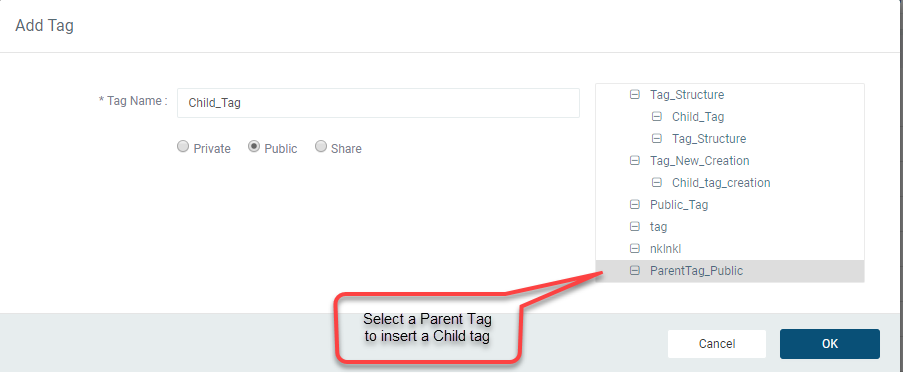 Add Tag
* Tag Name :
Child_Tag
Private
Public
Share
Tag_Structure
Child_Tag
Tag_Structure
Tag_New_Creation
Child_tag_creation
Public_Tag
tag
nklnkl
ParentTag_Public
Select a Parent Tag
to insert a Child tag
Cancel
OK